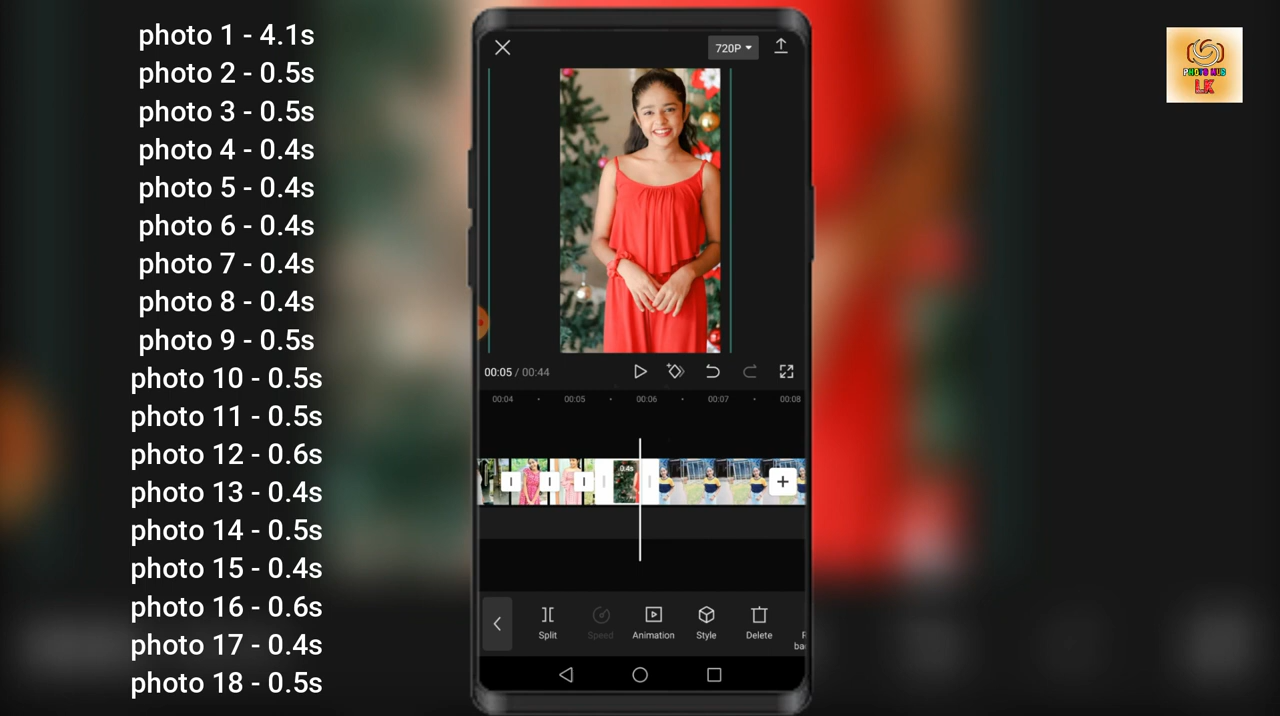 photo 1 - 4.1s
photo 2 - 0.5s
photo 3 - 0.5s
photo 4 - 0.4s
photo 5 - 0.4s
photo 6 - 0.4s
photo 7 - 0.4s
photo 8 - 0.4s
photo 9 - 0.5s
photo 10 - 0.5s
photo 11 - 0.5s
photo 12 - 0.6s
photo 13 - 0.4s
photo 14 - 0.5s
photo 15 - 0.4s
photo 16 - 0.6s
photo 17 - 0.4s
photo 18 - 0.5s
720P
00:05 / 00:44
00:04 00:05 00:06 00:07 00:08
0.4s
Split Speed Animation Style Delete
PHOTO HUB
LK